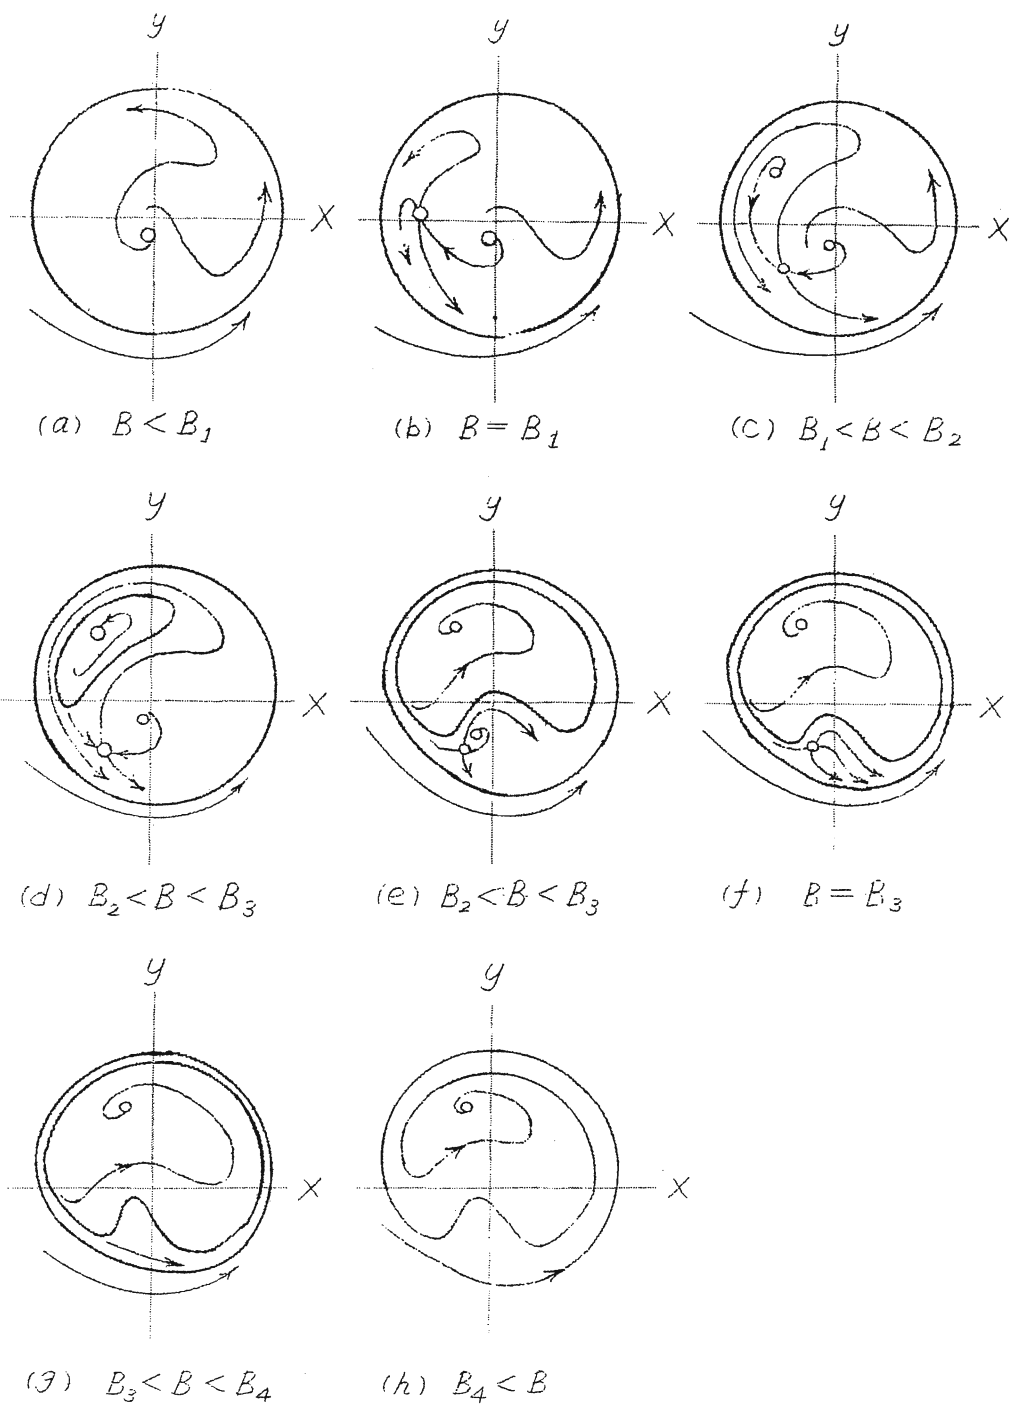 y
y
y
X
X
X
(a) B < B₁
(b) B = B₁
(c) B₁ < B < B₂
y
y
y
X
X
X
(d) B₂ < B < B₃
(e) B₂ < B < B₃
(f) B = B₃
y
y
X
X
(g) B₃ < B < B₄
(h) B₄ < B